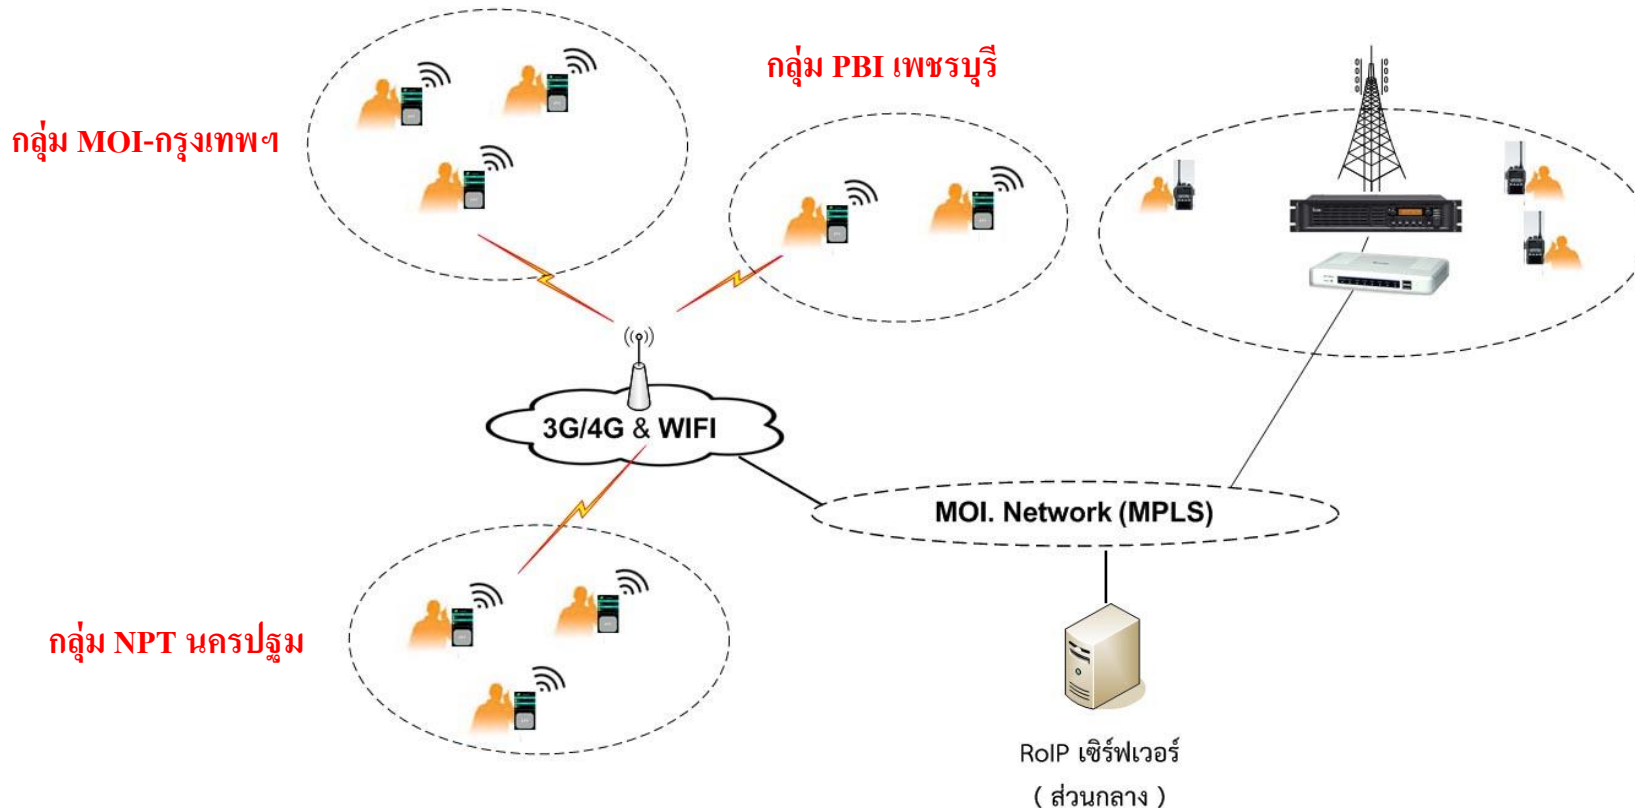 กลุ่ม PBI เพชรบุรี
กลุ่ม MOI-กรุงเทพฯ
3G/4G & WIFI
MOI. Network (MPLS)
กลุ่ม NPT นครปฐม
RoIP เซิร์ฟเวอร์
( ส่วนกลาง )